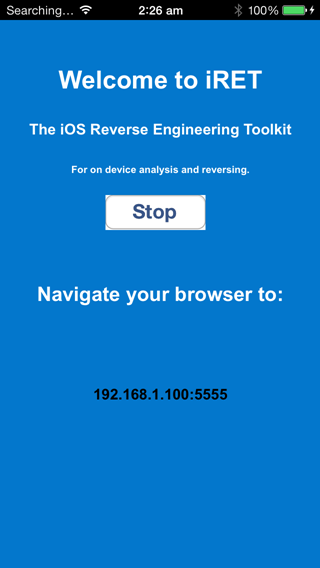 Searching... 2:26 am 100%
Welcome to iRET
The iOS Reverse Engineering Toolkit
For on device analysis and reversing.
Stop
Navigate your browser to:
192.168.1.100:5555